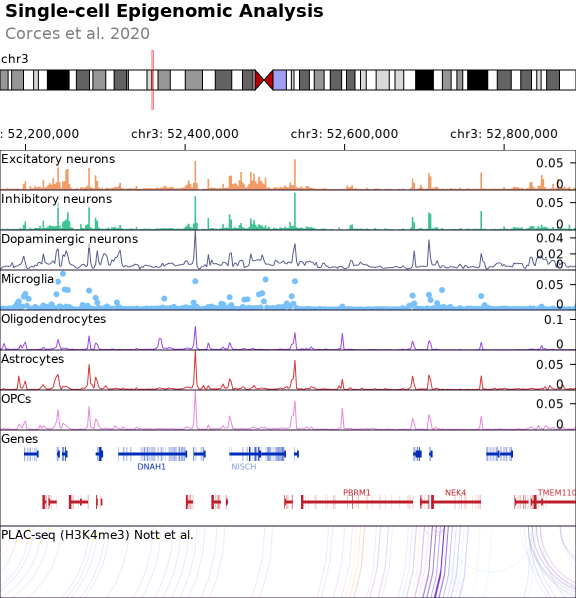 Single-cell Epigenomic Analysis
Corces et al. 2020
chr3
: 52,200,000 chr3: 52,400,000 chr3: 52,600,000 chr3: 52,800,000
Excitatory neurons 0.05
0
Inhibitory neurons 0.05
0
Dopaminergic neurons 0.04
0.02
0
Microglia 0.05
0
Oligodendrocytes 0.1
0
Astrocytes 0.05
0
OPCs 0.05
0
Genes
DNAH1 NISCH
PBRM1 NEK4 TMEM110
PLAC-seq (H3K4me3) Nott et al.